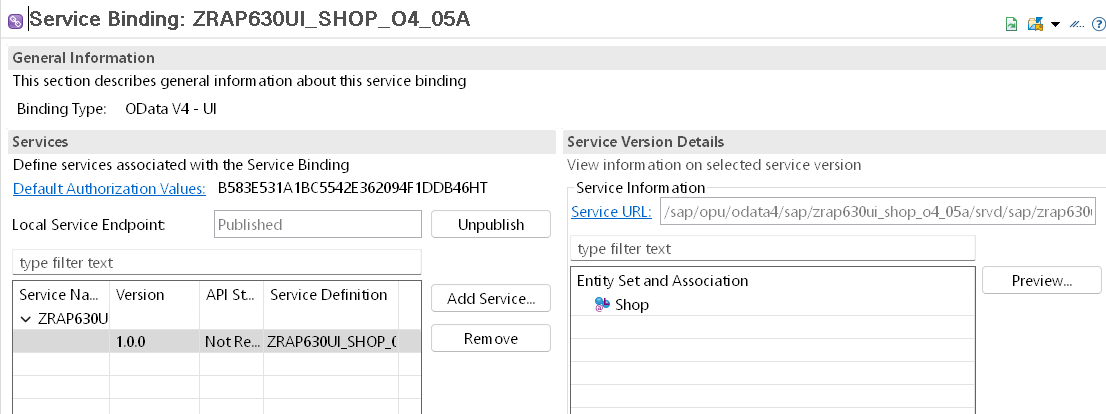 Service Binding: ZRAP630UI_SHOP_O4_05A
General Information
This section describes general information about this service binding
Binding Type: OData V4 - UI
Services
Define services associated with the Service Binding
Default Authorization Values: B583E531A1BC5542E362094F1DDB46HT
Local Service Endpoint: Published Unpublish
type filter text
Service Na... Version API St... Service Definition
ZRAP630U
1.0.0 Not Re... ZRAP630UI_SHOP_
Add Service...
Remove
Service Version Details
View information on selected service version
Service Information
Service URL: /sap/opu/odata4/sap/zrap630ui_shop_o4_05a/srvd/sap/zrap630
type filter text
Entity Set and Association
Shop
Preview...